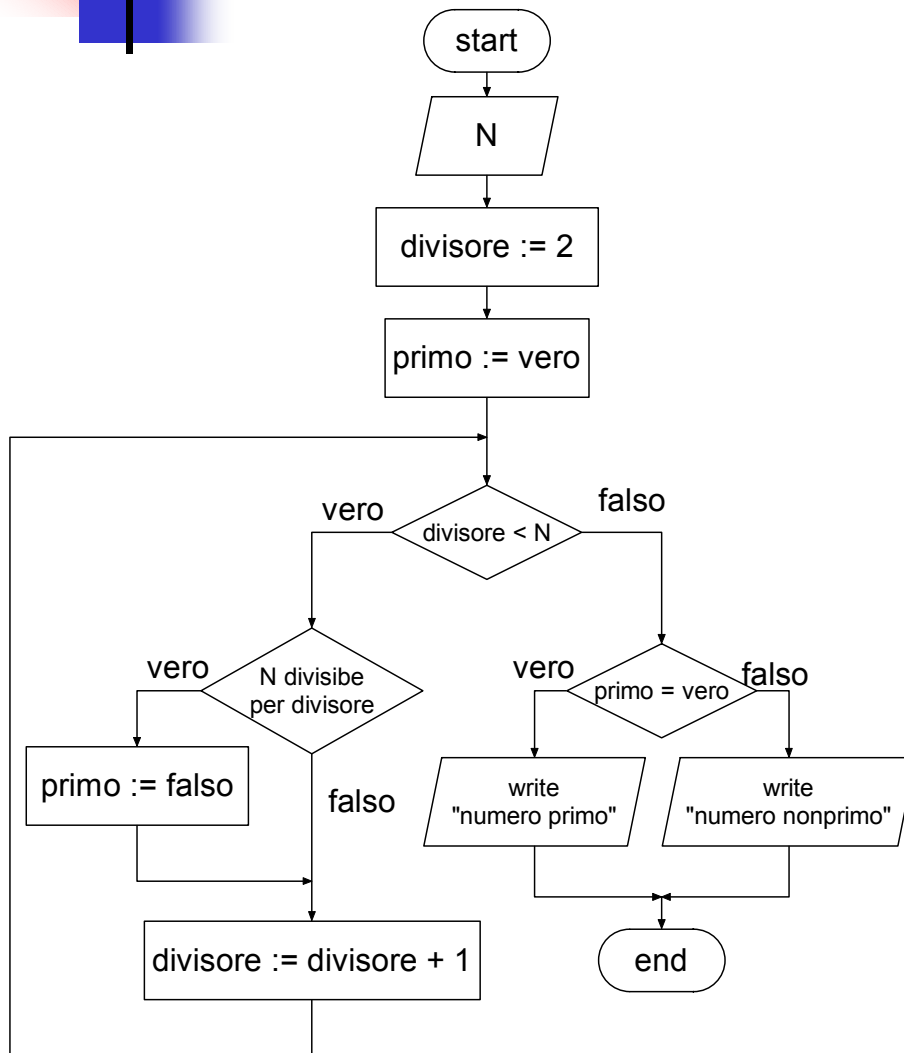 start
N
divisore := 2
primo := vero
vero
falso
divisore < N
vero
N divisibe
per divisore
vero
falso
primo = vero
primo := falso
falso
write
"numero primo"
write
"numero nonprimo"
divisore := divisore + 1
end